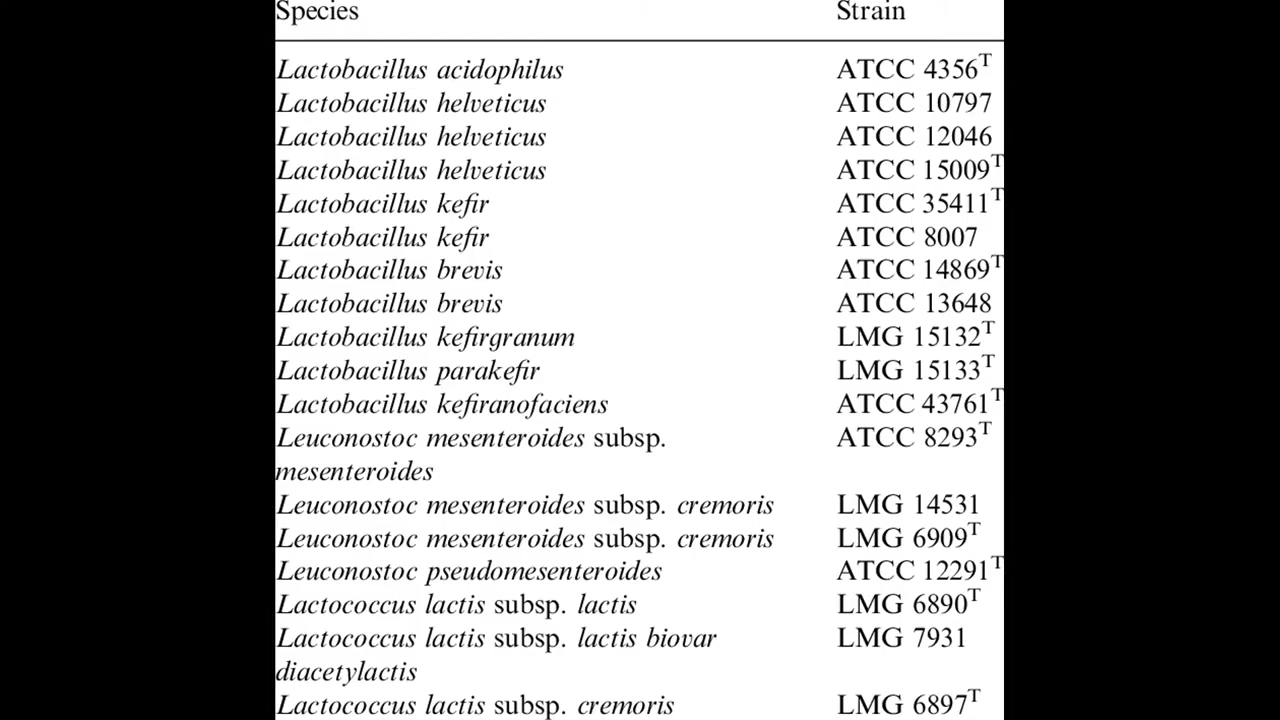 Species Strain
Lactobacillus acidophilus ATCC 4356ᵀ
Lactobacillus helveticus ATCC 10797
Lactobacillus helveticus ATCC 12046
Lactobacillus helveticus ATCC 15009ᵀ
Lactobacillus kefir ATCC 35411ᵀ
Lactobacillus kefir ATCC 8007
Lactobacillus brevis ATCC 14869ᵀ
Lactobacillus brevis ATCC 13648
Lactobacillus kefirgranum LMG 15132ᵀ
Lactobacillus parakefir LMG 15133ᵀ
Lactobacillus kefiranofaciens ATCC 43761ᵀ
Leuconostoc mesenteroides subsp. ATCC 8293ᵀ
mesenteroides
Leuconostoc mesenteroides subsp. cremoris LMG 14531
Leuconostoc mesenteroides subsp. cremoris LMG 6909ᵀ
Leuconostoc pseudomesenteroides ATCC 12291ᵀ
Lactococcus lactis subsp. lactis LMG 6890ᵀ
Lactococcus lactis subsp. lactis biovar LMG 7931
diacetylactis
Lactococcus lactis subsp. cremoris LMG 6897ᵀ